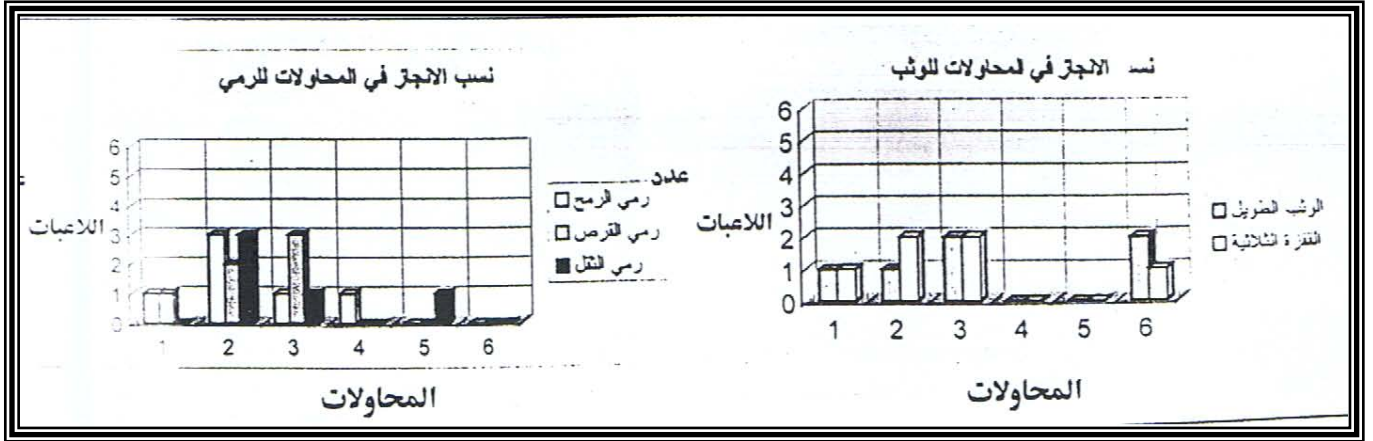 نسـ الانجاز في لمحاولات للوثب
6
5
4
3
2
1
0
اللاعبات
1 2 3 4 5 6
المحاولات
الوثب الطويل
القفزة الثلاثية
نسب الانجاز في المحاولات للرمي
6
5
4
3
2
1
0
اللاعبات
1 2 3 4 5 6
المحاولات
عدد
رمي الرمح
رمي القرص
رمي الثقل